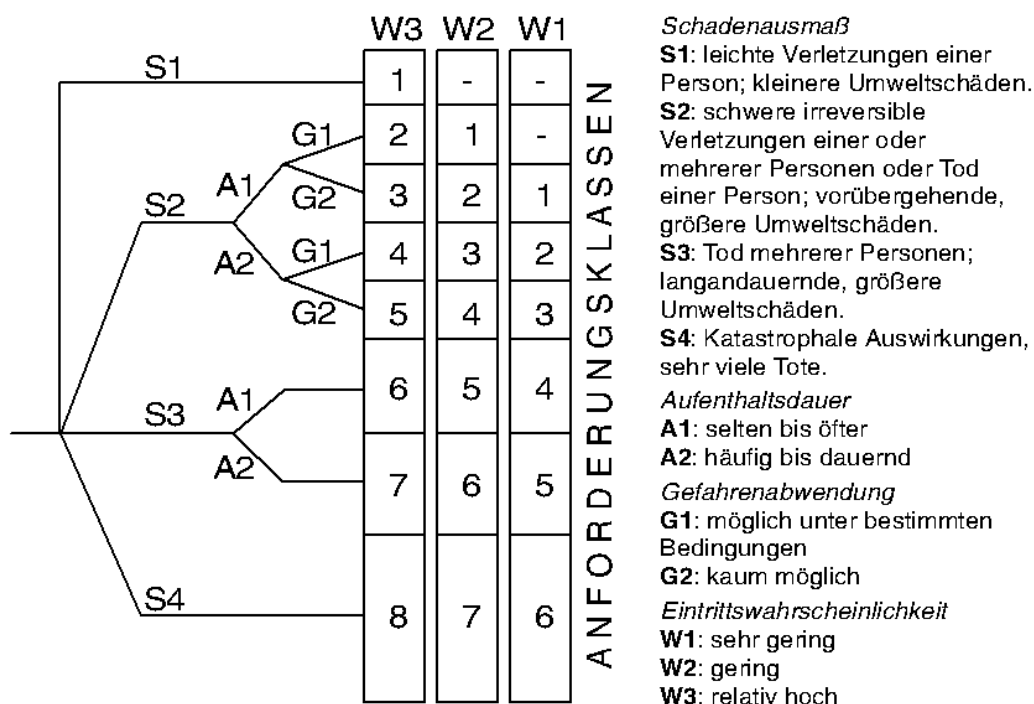 W3 W2 W1
S1 1 - -
G1 2 1 -
A1
G2 3 2 1
S2
G1 4 3 2
A2
G2 5 4 3
A1 6 5 4
S3
A2 7 6 5
S4 8 7 6
ANFORDERUNGSKLASSEN
Schadenausmaß
S1: leichte Verletzungen einer
Person; kleinere Umweltschäden.
S2: schwere irreversible
Verletzungen einer oder
mehrerer Personen oder Tod
einer Person; vorübergehende,
größere Umweltschäden.
S3: Tod mehrerer Personen;
langandauernde, größere
Umweltschäden.
S4: Katastrophale Auswirkungen,
sehr viele Tote.
Aufenthaltsdauer
A1: selten bis öfter
A2: häufig bis dauernd
Gefahrenabwendung
G1: möglich unter bestimmten
Bedingungen
G2: kaum möglich
Eintrittswahrscheinlichkeit
W1: sehr gering
W2: gering
W3: relativ hoch